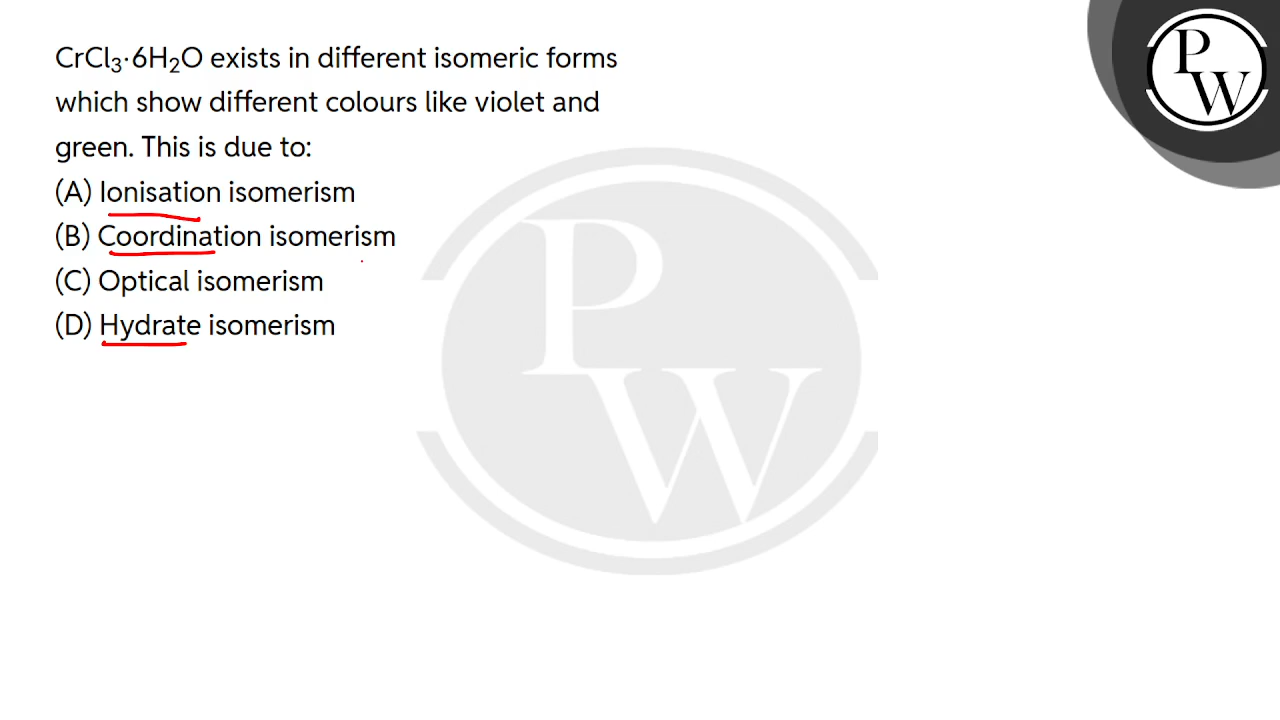 CrCl₃·6H₂O exists in different isomeric forms
which show different colours like violet and
green. This is due to:
(A) Ionisation isomerism
(B) Coordination isomerism
(C) Optical isomerism
(D) Hydrate isomerism
P
W
P
W